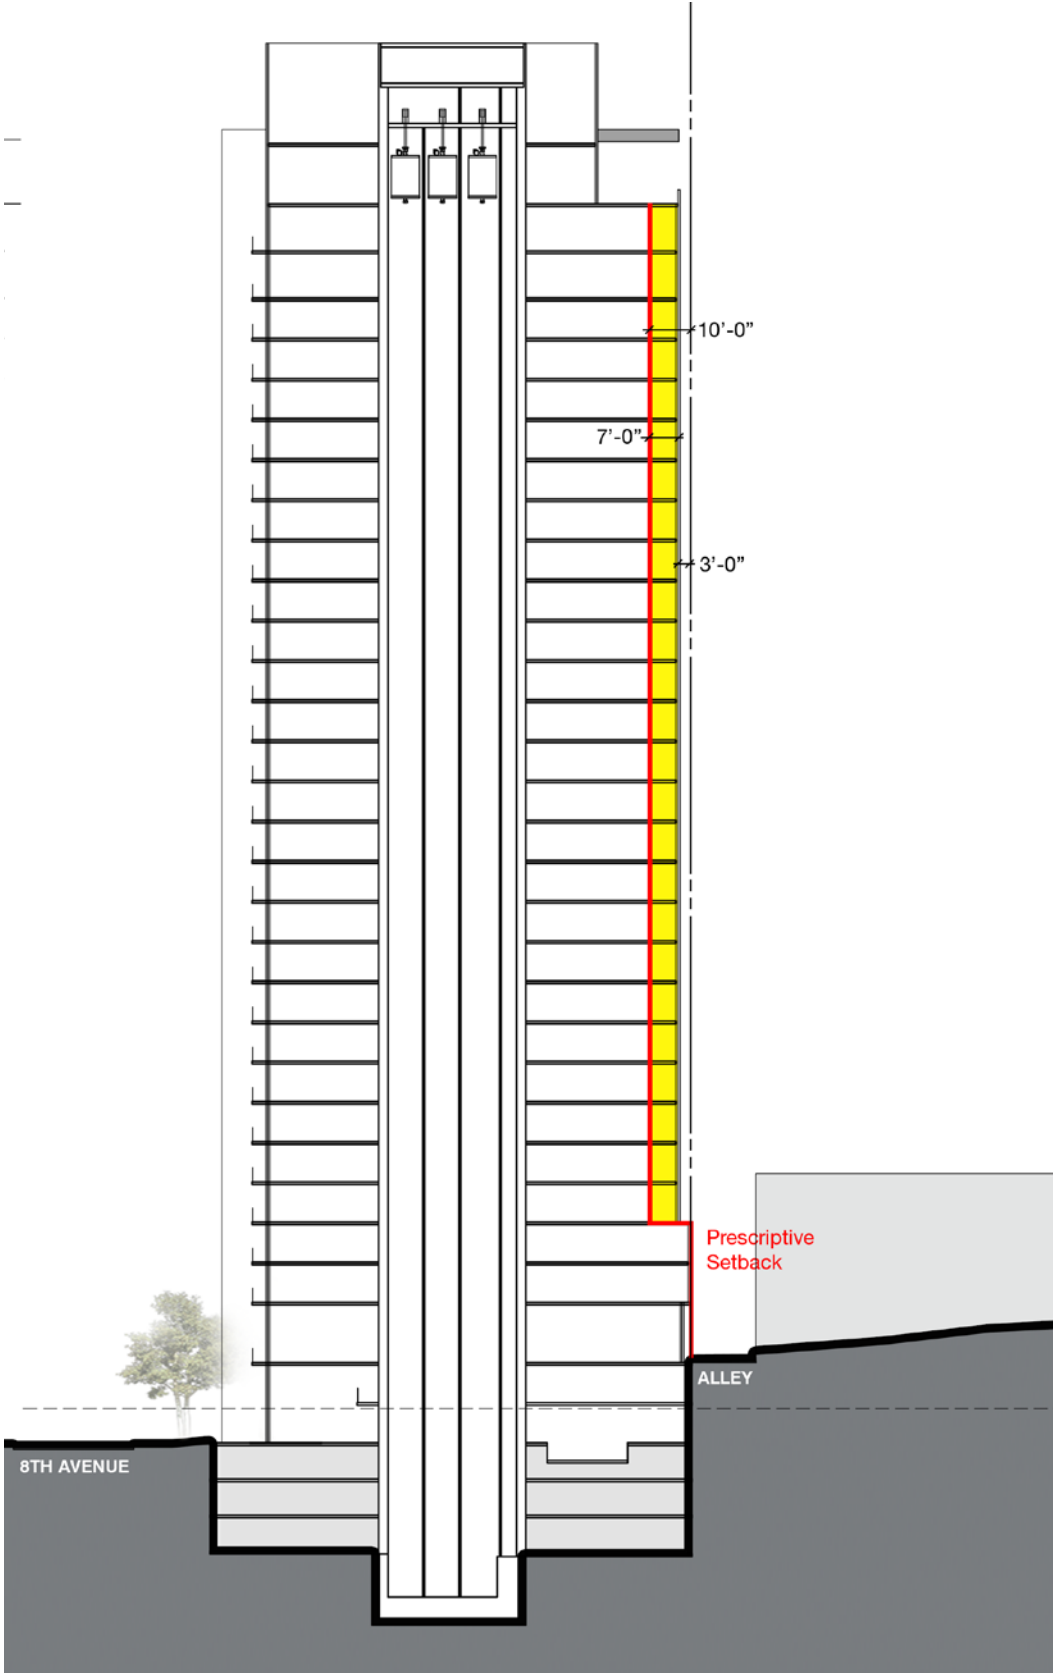 10’-0”
7’-0”
3’-0”
Prescriptive
Setback
ALLEY
8TH AVENUE